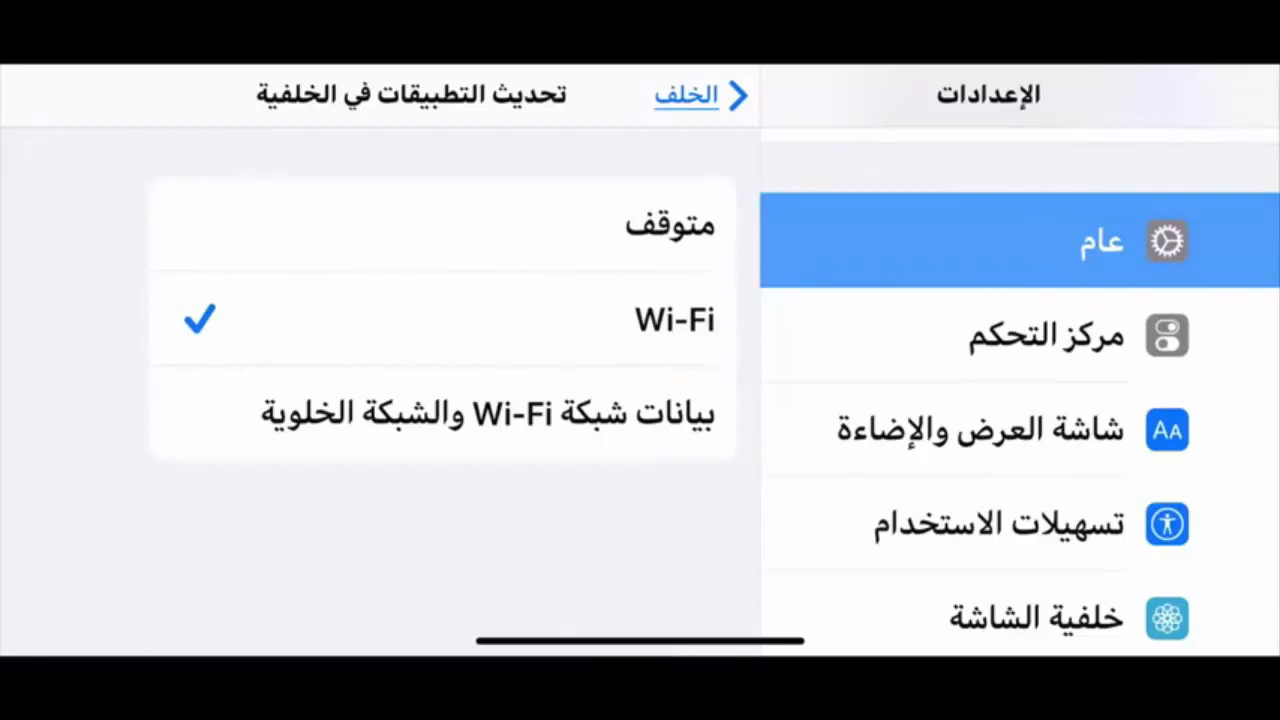 الإعدادات
عام
مركز التحكم
شاشة العرض والإضاءة
AA
تسهيلات الاستخدام
خلفية الشاشة
الخلف
تحديث التطبيقات في الخلفية
متوقف
Wi-Fi
بيانات شبكة Wi-Fi والشبكة الخلوية